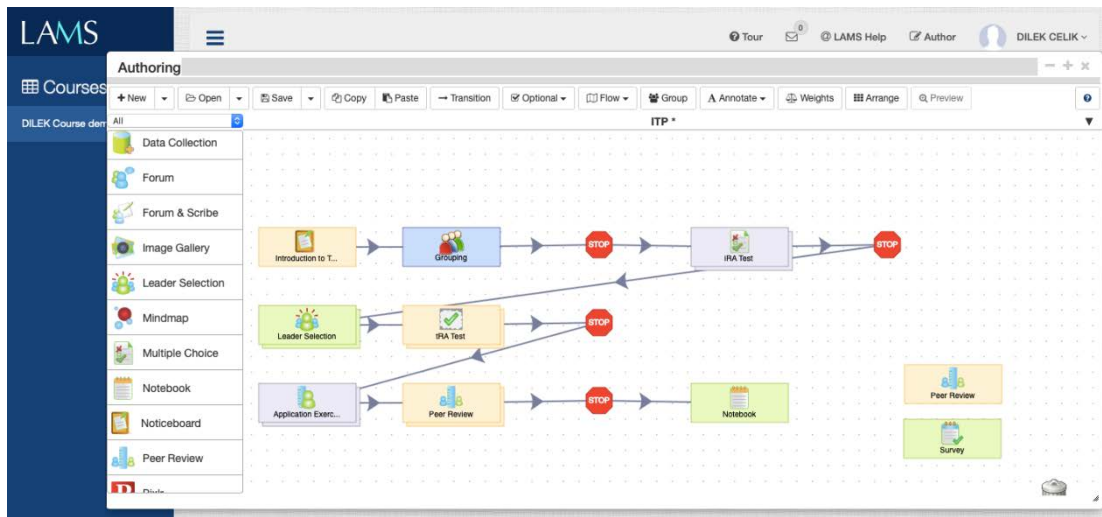 LAMS
Tour
0
@ LAMS Help
Author
DILEK CELIK
Courses
DILEK Course dem
Authoring
New
Open
Save
Copy
Paste
Transition
Optional
Flow
Group
A Annotate
Weights
Arrange
Preview
All
ITP *
Data Collection
Forum
Forum & Scribe
Image Gallery
Leader Selection
Mindmap
Multiple Choice
Notebook
Noticeboard
Peer Review
Introduction to T...
Grouping
STOP
iRA Test
STOP
Leader Selection
tRA Test
STOP
Application Exerc...
Peer Review
STOP
Notebook
Peer Review
Survey